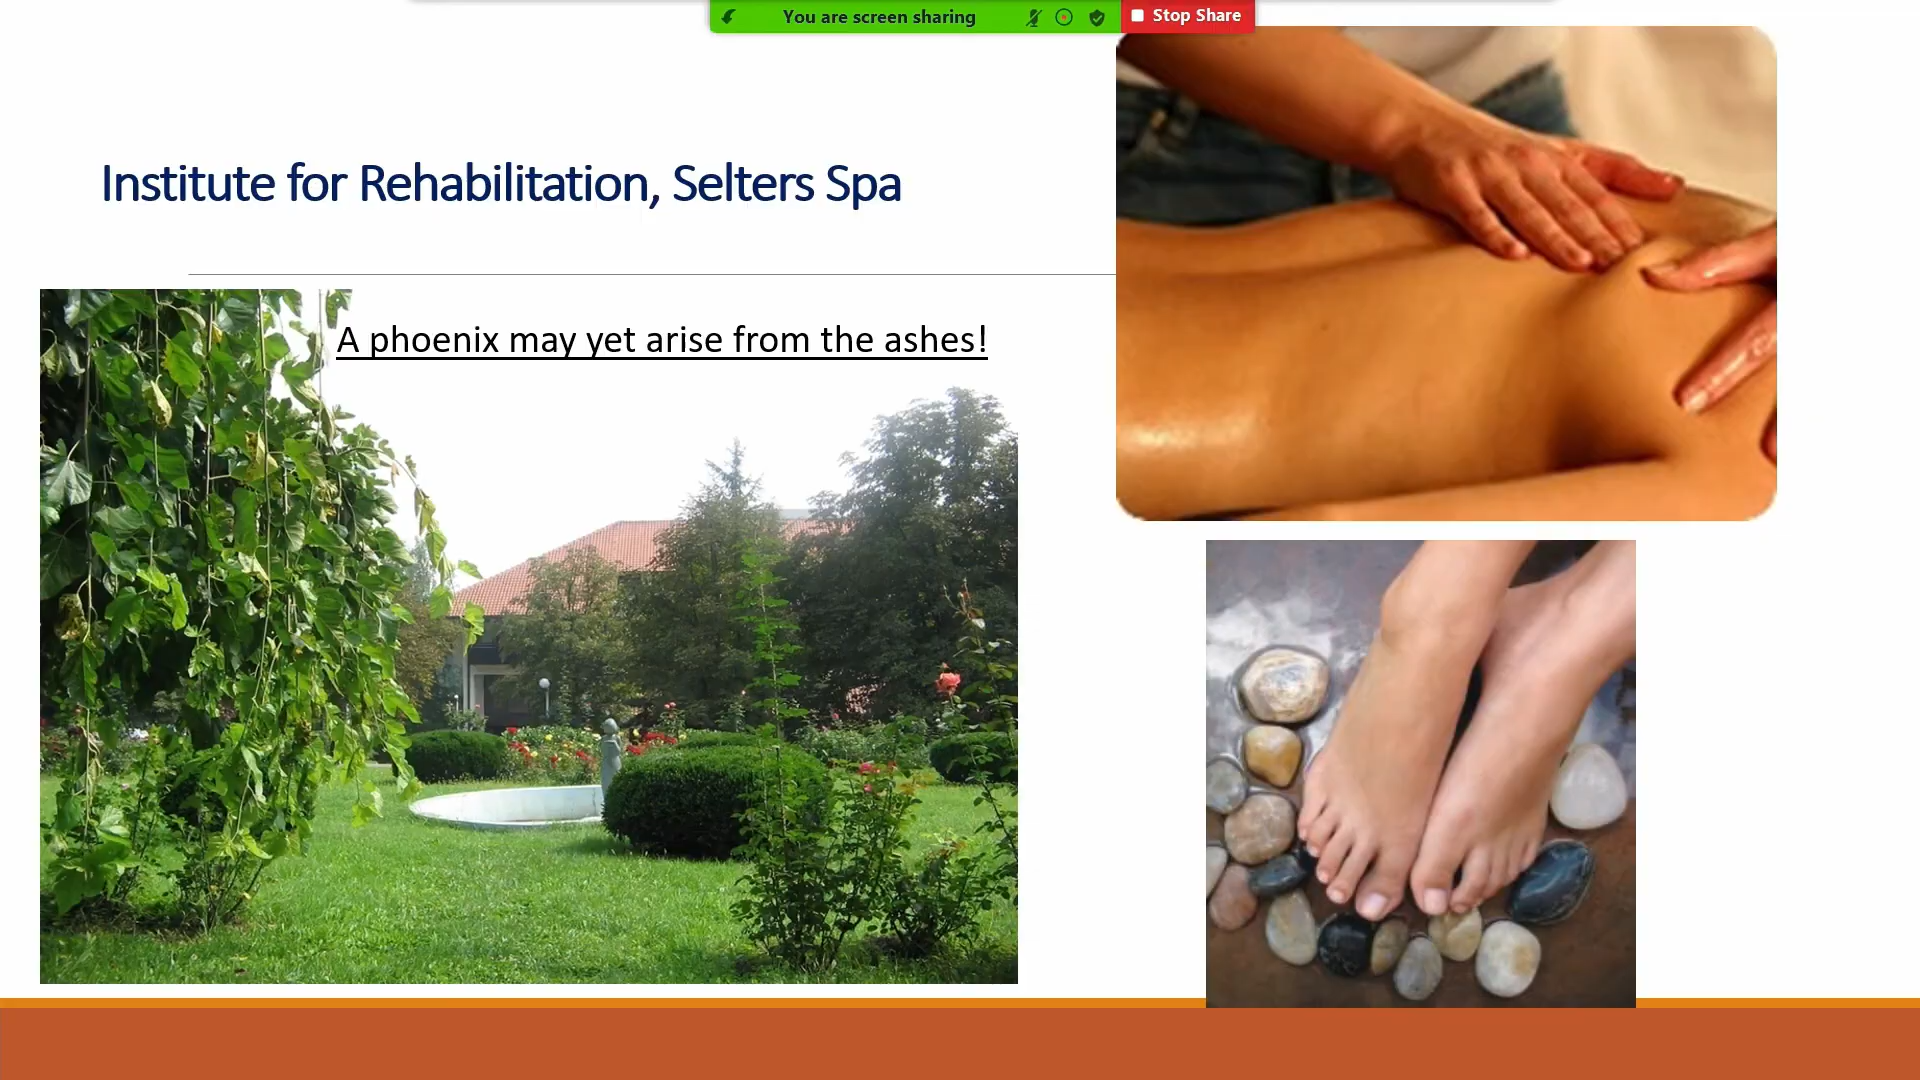 You are screen sharing
Stop Share
Institute for Rehabilitation, Selters Spa
A phoenix may yet arise from the ashes!